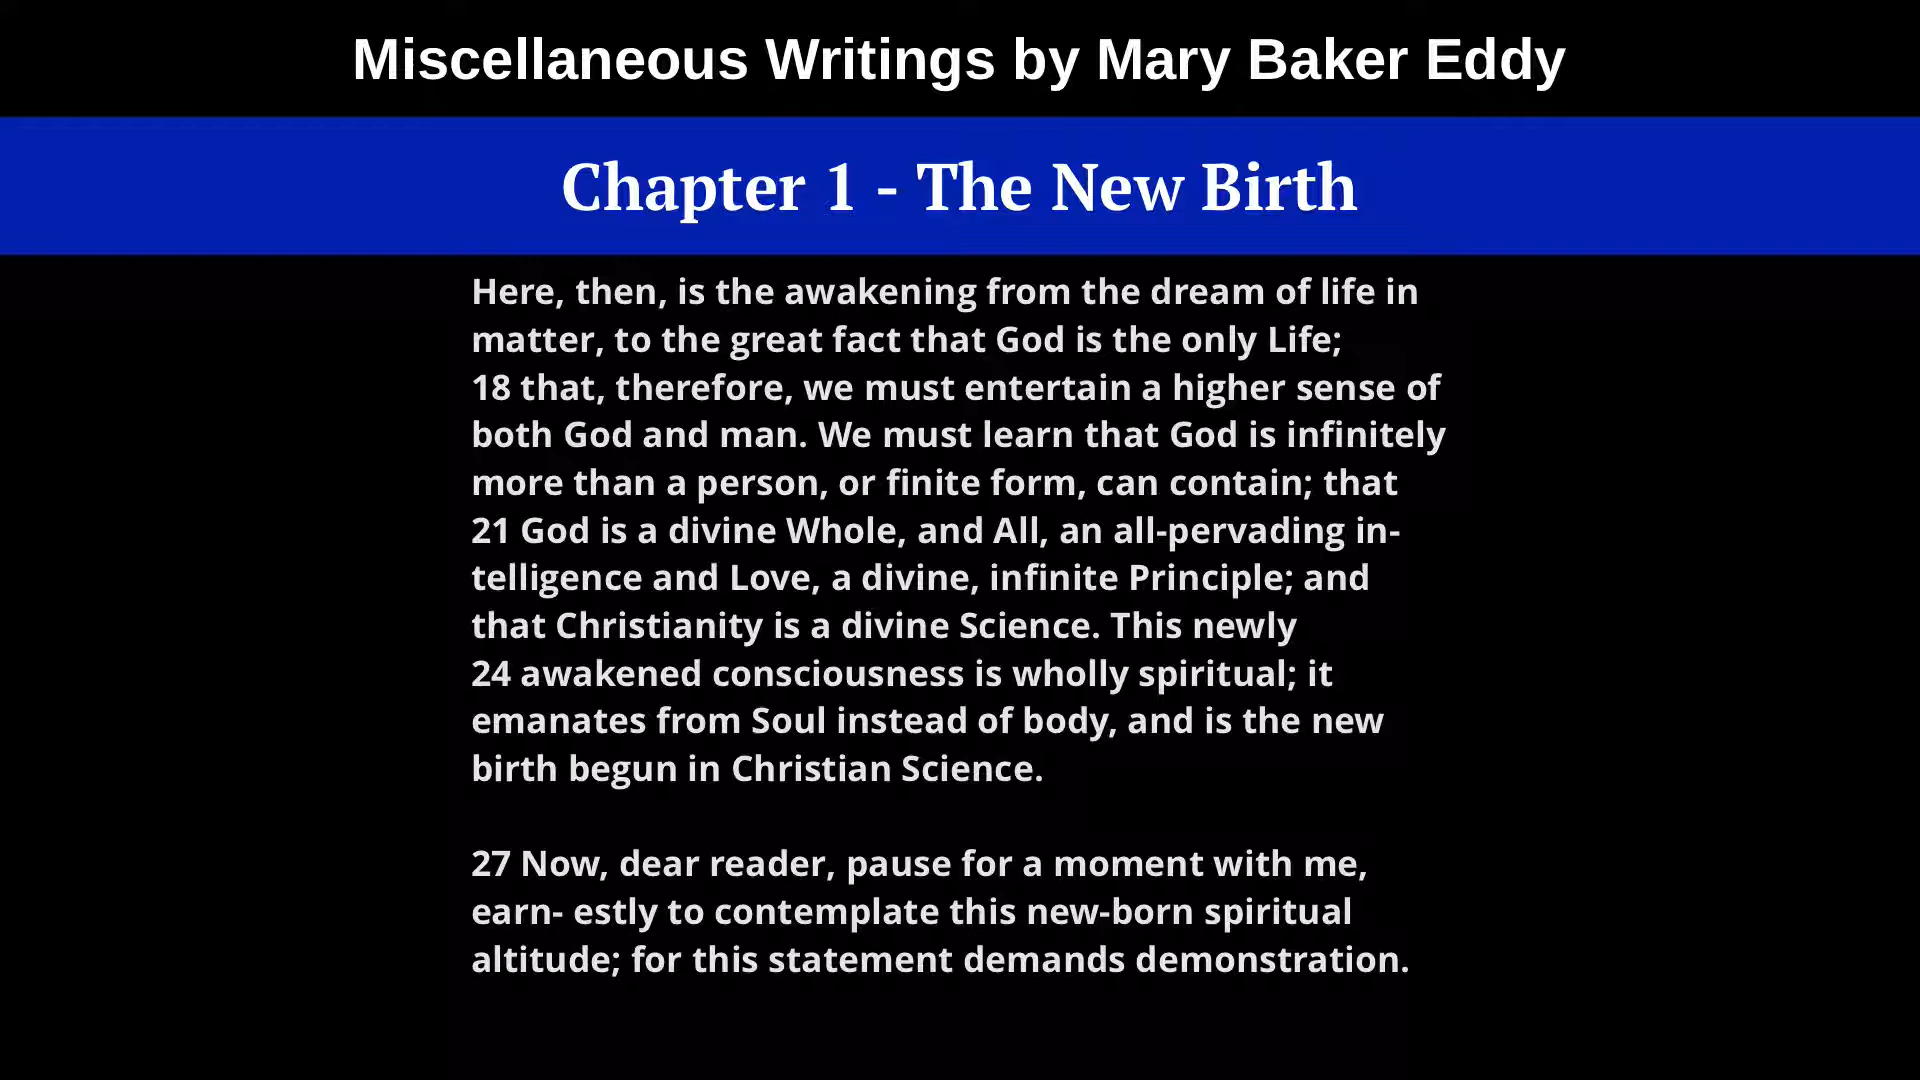 Miscellaneous Writings by Mary Baker Eddy
Chapter 1 - The New Birth
Here, then, is the awakening from the dream of life in
matter, to the great fact that God is the only Life;
18 that, therefore, we must entertain a higher sense of
both God and man. We must learn that God is infinitely
more than a person, or finite form, can contain; that
21 God is a divine Whole, and All, an all-pervading in-
telligence and Love, a divine, infinite Principle; and
that Christianity is a divine Science. This newly
24 awakened consciousness is wholly spiritual; it
emanates from Soul instead of body, and is the new
birth begun in Christian Science.
27 Now, dear reader, pause for a moment with me,
earn- estly to contemplate this new-born spiritual
altitude; for this statement demands demonstration.